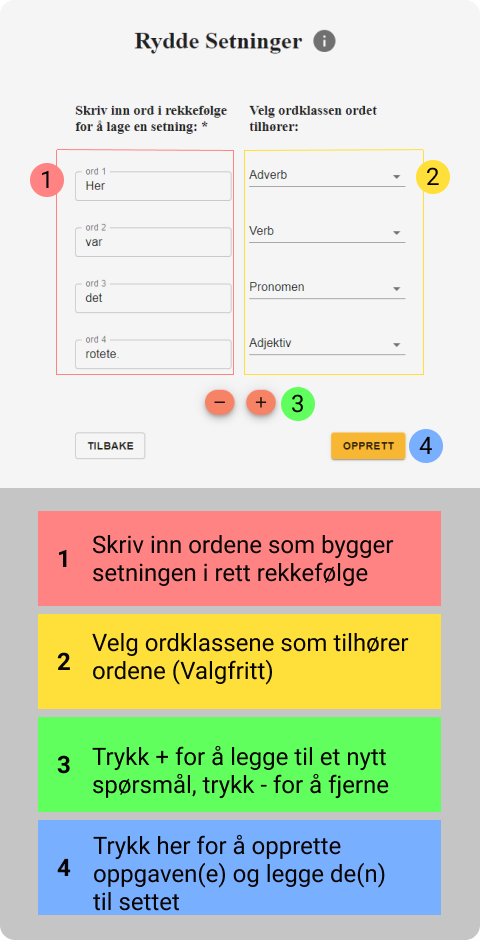 Rydde Setninger i
Skriv inn ord i rekkefølge
for å lage en setning: *
Velg ordklassen ordet
tilhører:
1
ord 1
Her
Adverb
2
ord 2
var
Verb
ord 3
det
Pronomen
ord 4
rotete.
Adjektiv
− + 3
TILBAKE
OPPRETT 4
1 Skriv inn ordene som bygger
setningen i rett rekkefølge
2 Velg ordklassene som tilhører
ordene (Valgfritt)
3 Trykk + for å legge til et nytt
spørsmål, trykk - for å fjerne
4 Trykk her for å opprette
oppgaven(e) og legge de(n)
til settet